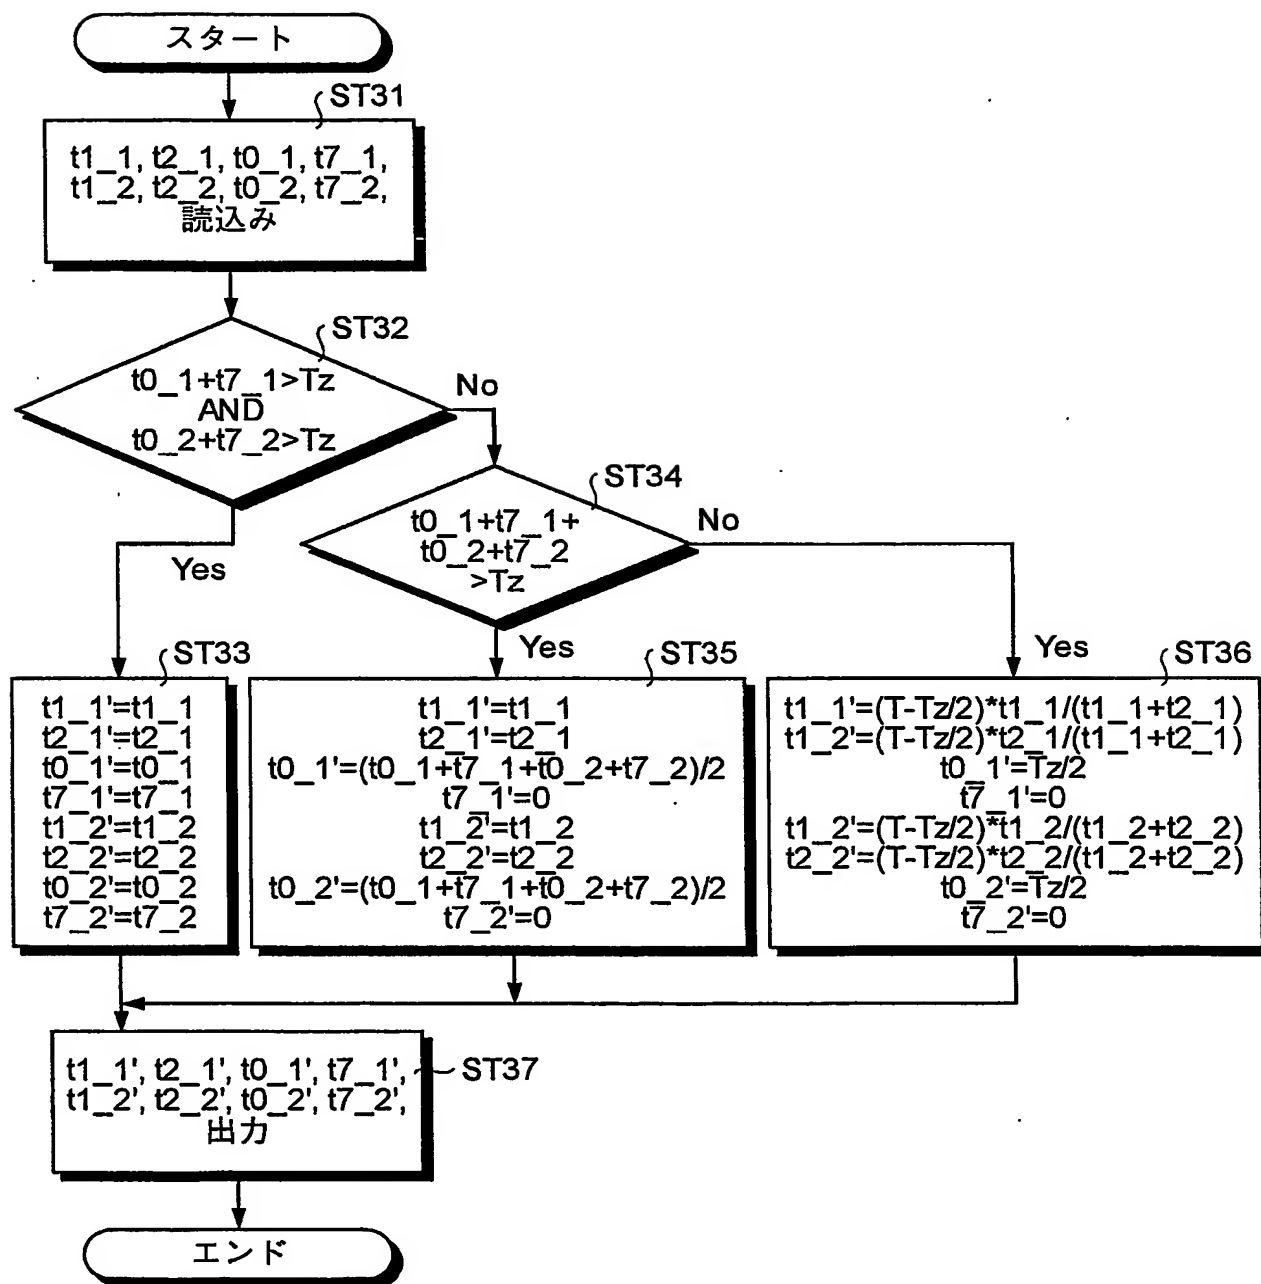 スタート
ST31
t1_1, t2_1, t0_1, t7_1,
t1_2, t2_2, t0_2, t7_2,
読込み
ST32
t0_1+t7_1>Tz
AND
t0_2+t7_2>Tz
No
Yes
ST34
t0_1+t7_1+
t0_2+t7_2
>Tz
No
Yes
Yes
ST33
t1_1'=t1_1
t2_1'=t2_1
t0_1'=t0_1
t7_1'=t7_1
t1_2'=t1_2
t2_2'=t2_2
t0_2'=t0_2
t7_2'=t7_2
ST35
t1_1'=t1_1
t2_1'=t2_1
t0_1'=(t0_1+t7_1+t0_2+t7_2)/2
t7_1'=0
t1_2'=t1_2
t2_2'=t2_2
t0_2'=(t0_1+t7_1+t0_2+t7_2)/2
t7_2'=0
ST36
t1_1'=(T-Tz/2)*t1_1/(t1_1+t2_1)
t1_2'=(T-Tz/2)*t2_1/(t1_1+t2_1)
t0_1'=Tz/2
t7_1'=0
t1_2'=(T-Tz/2)*t1_2/(t1_2+t2_2)
t2_2'=(T-Tz/2)*t2_2/(t1_2+t2_2)
t0_2'=Tz/2
t7_2'=0
t1_1', t2_1', t0_1', t7_1',
t1_2', t2_2', t0_2', t7_2',
出力
ST37
エンド